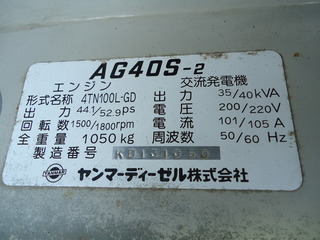 AG40S-2
エンジン 交流発電機
形式名称 4TN100L-GD 出力 35/40kVA
出力 44.1/52.9ps 電圧 200/220V
回転数 1500/1800rpm 電流 101/105A
全重量 1050kg 周波数 50/60Hz
製造番号
YANMAR ヤンマーディーゼル株式会社